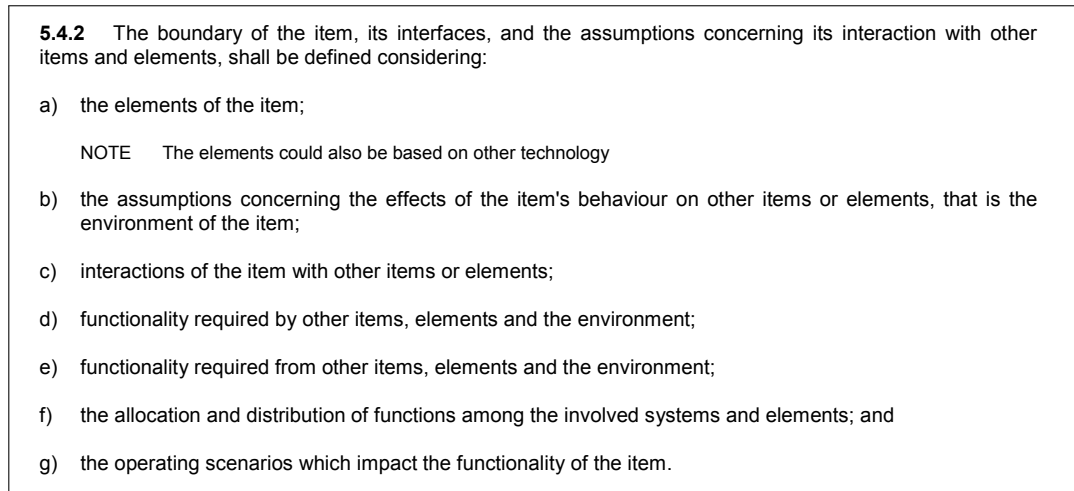 5.4.2 The boundary of the item, its interfaces, and the assumptions concerning its interaction with other
items and elements, shall be defined considering:
a) the elements of the item;
NOTE The elements could also be based on other technology
b) the assumptions concerning the effects of the item's behaviour on other items or elements, that is the
environment of the item;
c) interactions of the item with other items or elements;
d) functionality required by other items, elements and the environment;
e) functionality required from other items, elements and the environment;
f) the allocation and distribution of functions among the involved systems and elements; and
g) the operating scenarios which impact the functionality of the item.